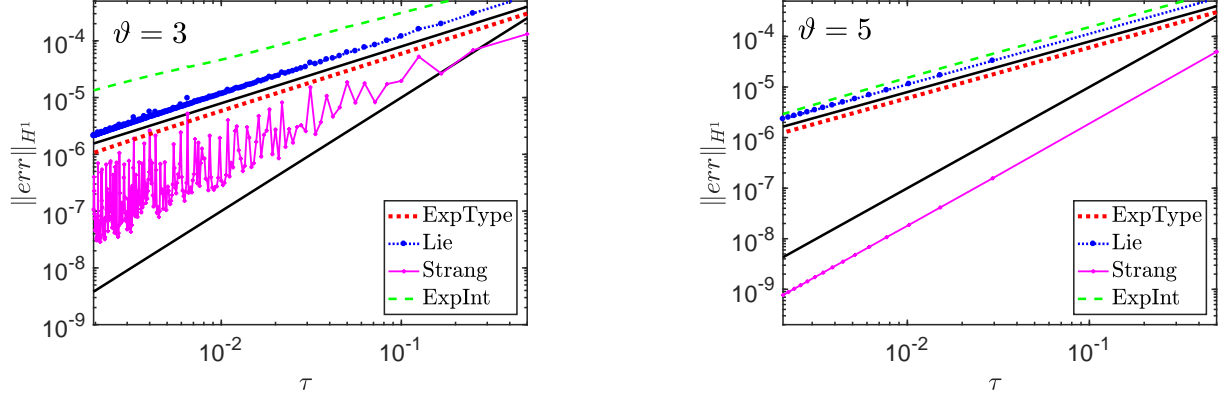 ϑ = 3
10^-4
10^-5
10^-6
10^-7
10^-8
10^-9
||err||_{H^1}
10^-2
10^-1
τ
ExpType
Lie
Strang
ExpInt
ϑ = 5
10^-4
10^-5
10^-6
10^-7
10^-8
10^-9
||err||_{H^1}
10^-2
10^-1
τ
ExpType
Lie
Strang
ExpInt